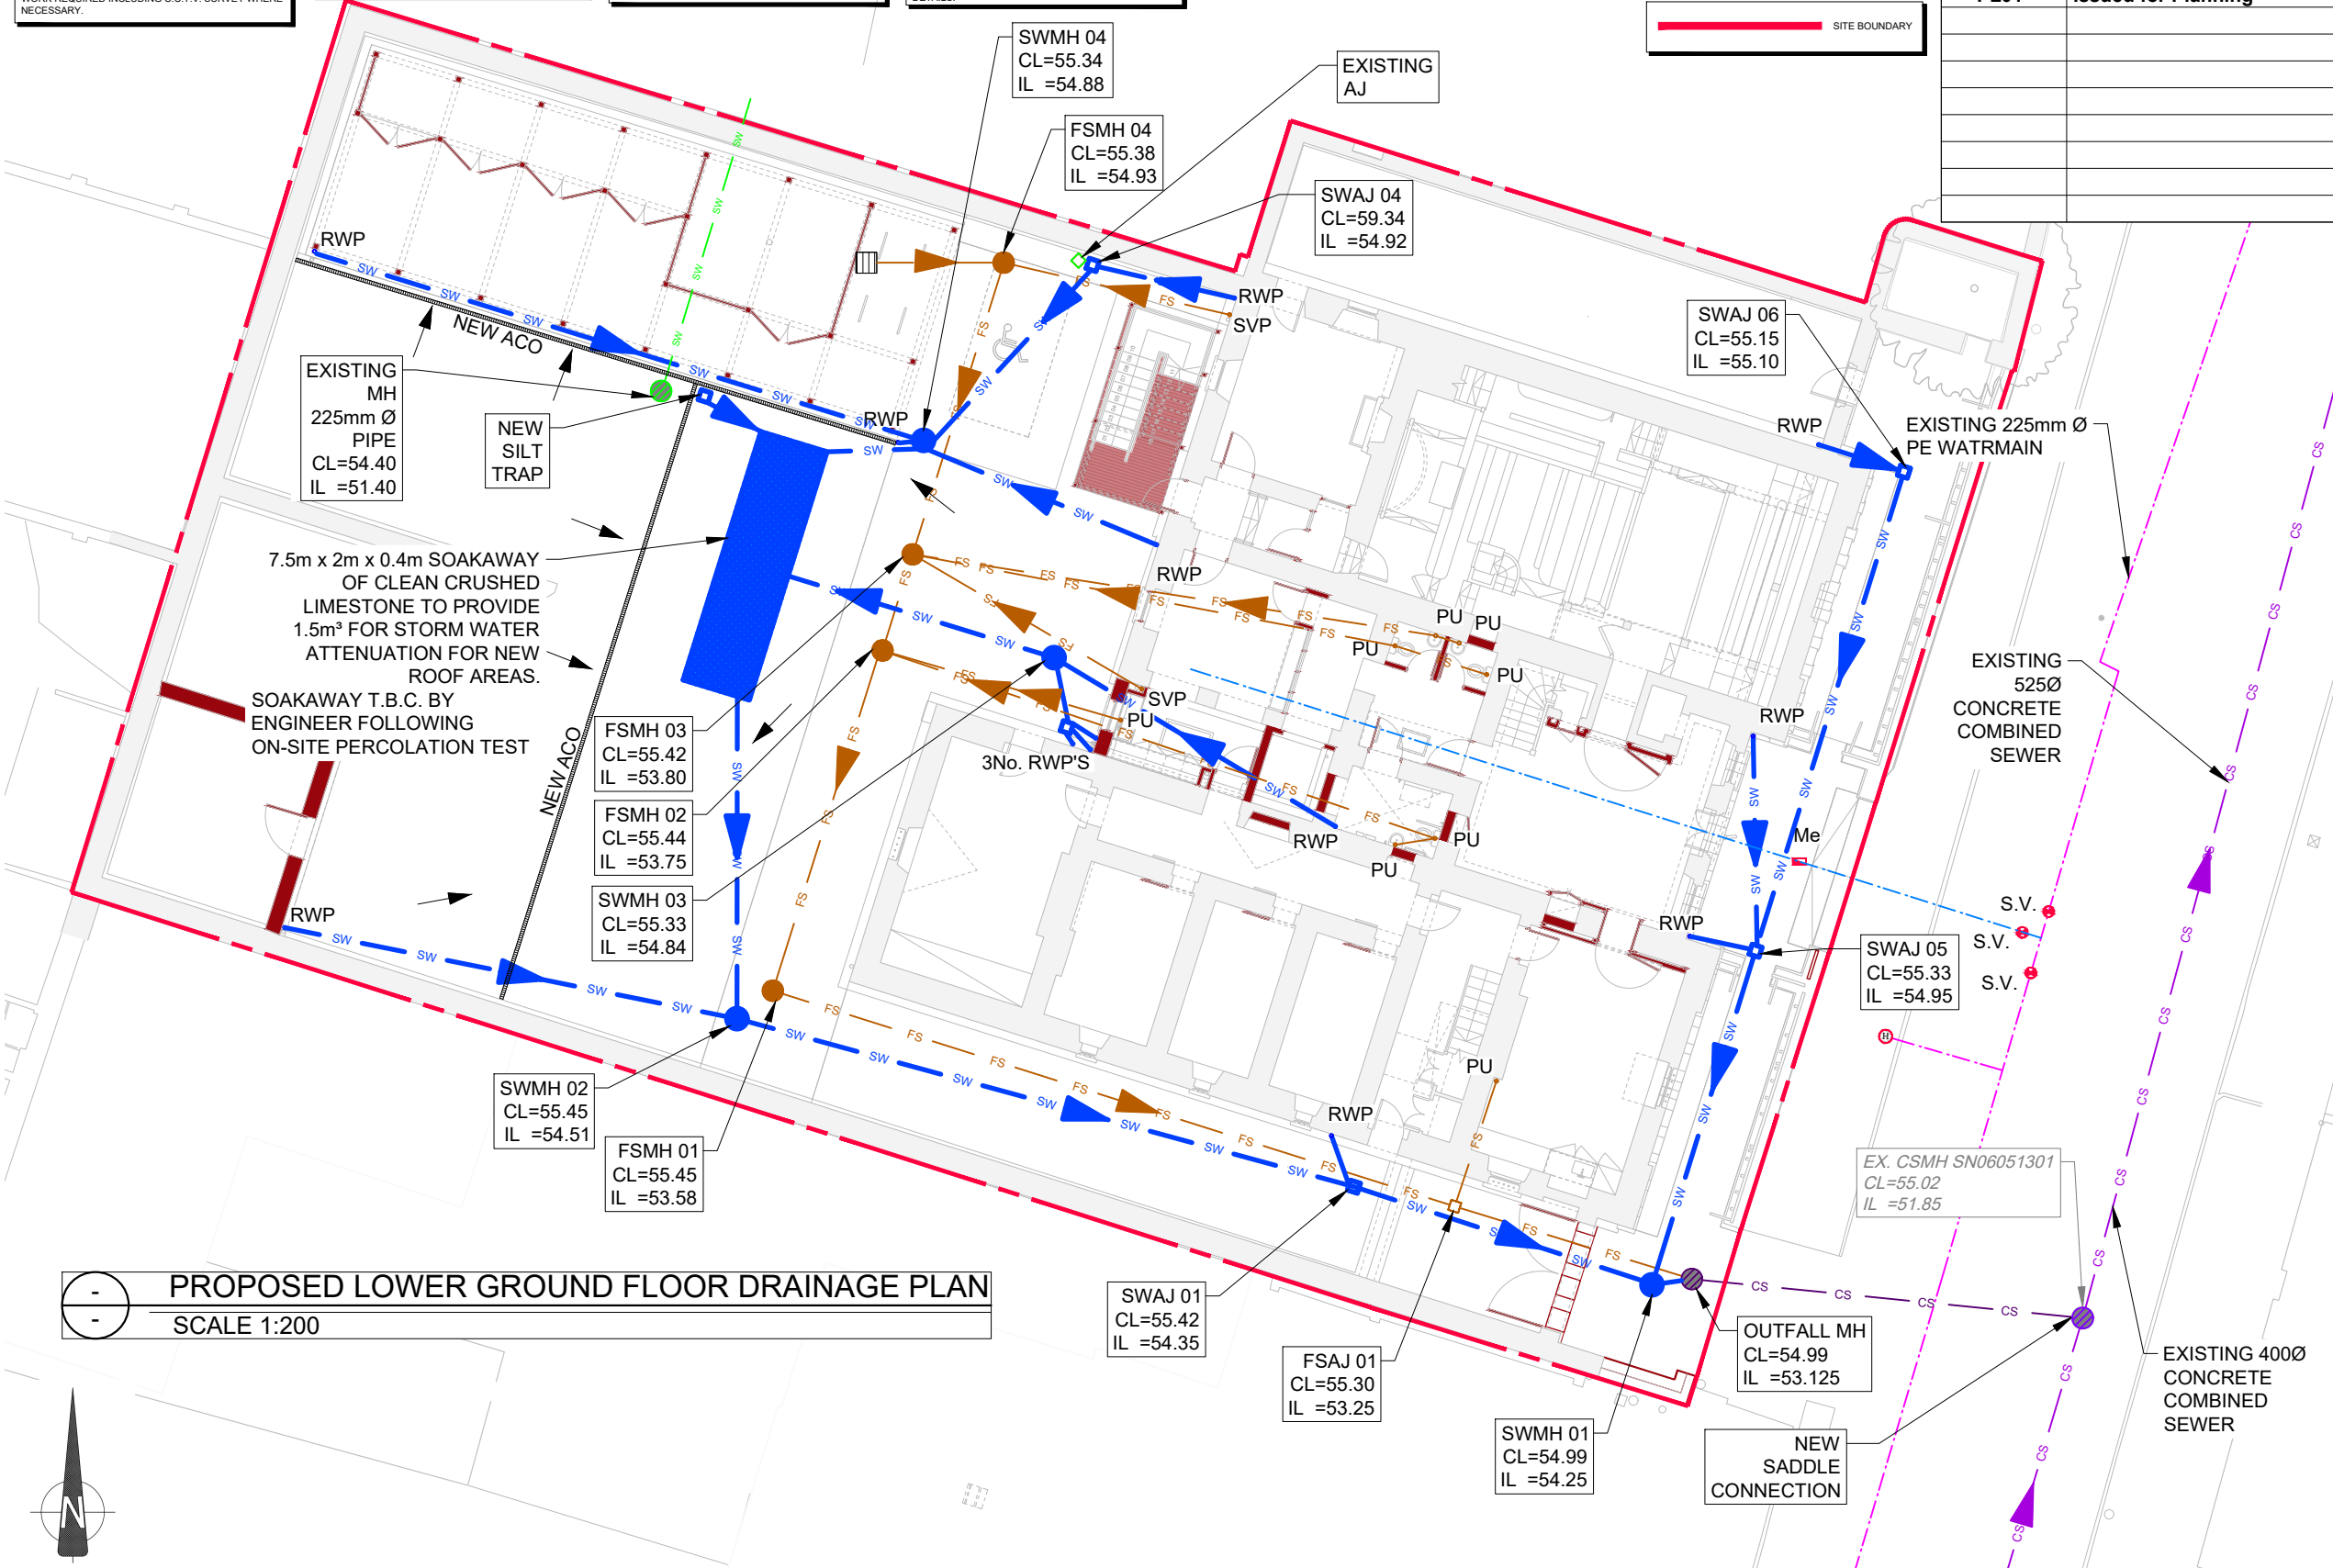 NECESSARY.
Issued for Planning
SITE BOUNDARY
SWMH 04
CL=55.34
IL =54.88
EXISTING
AJ
FSMH 04
CL=55.38
IL =54.93
SWAJ 04
CL=59.34
IL =54.92
RWP
RWP
SVP
SWAJ 06
CL=55.15
IL =55.10
NEW ACO
EXISTING
MH
225mm Ø
PIPE
CL=54.40
IL =51.40
NEW
SILT
TRAP
RWP
RWP
EXISTING 225mm Ø
PE WATRMAIN
7.5m x 2m x 0.4m SOAKAWAY
OF CLEAN CRUSHED
LIMESTONE TO PROVIDE
1.5m³ FOR STORM WATER
ATTENUATION FOR NEW
ROOF AREAS.
SOAKAWAY T.B.C. BY
ENGINEER FOLLOWING
ON-SITE PERCOLATION TEST
RWP
PU
PU
PU
PU
EXISTING
525Ø
CONCRETE
COMBINED
SEWER
SVP
PU
3No. RWP'S
RWP
FSMH 03
CL=55.42
IL =53.80
NEW ACO
FSMH 02
CL=55.44
IL =53.75
RWP
PU
PU
Me
SWMH 03
CL=55.33
IL =54.84
RWP
RWP
S.V.
S.V.
S.V.
SWAJ 05
CL=55.33
IL =54.95
H
SWMH 02
CL=55.45
IL =54.51
FSMH 01
CL=55.45
IL =53.58
PU
RWP
EX. CSMH SN06051301
CL=55.02
IL =51.85
PROPOSED LOWER GROUND FLOOR DRAINAGE PLAN
SCALE 1:200
SWAJ 01
CL=55.42
IL =54.35
FSAJ 01
CL=55.30
IL =53.25
SWMH 01
CL=54.99
IL =54.25
OUTFALL MH
CL=54.99
IL =53.125
NEW
SADDLE
CONNECTION
EXISTING 400Ø
CONCRETE
COMBINED
SEWER
N
SW
FS
CS